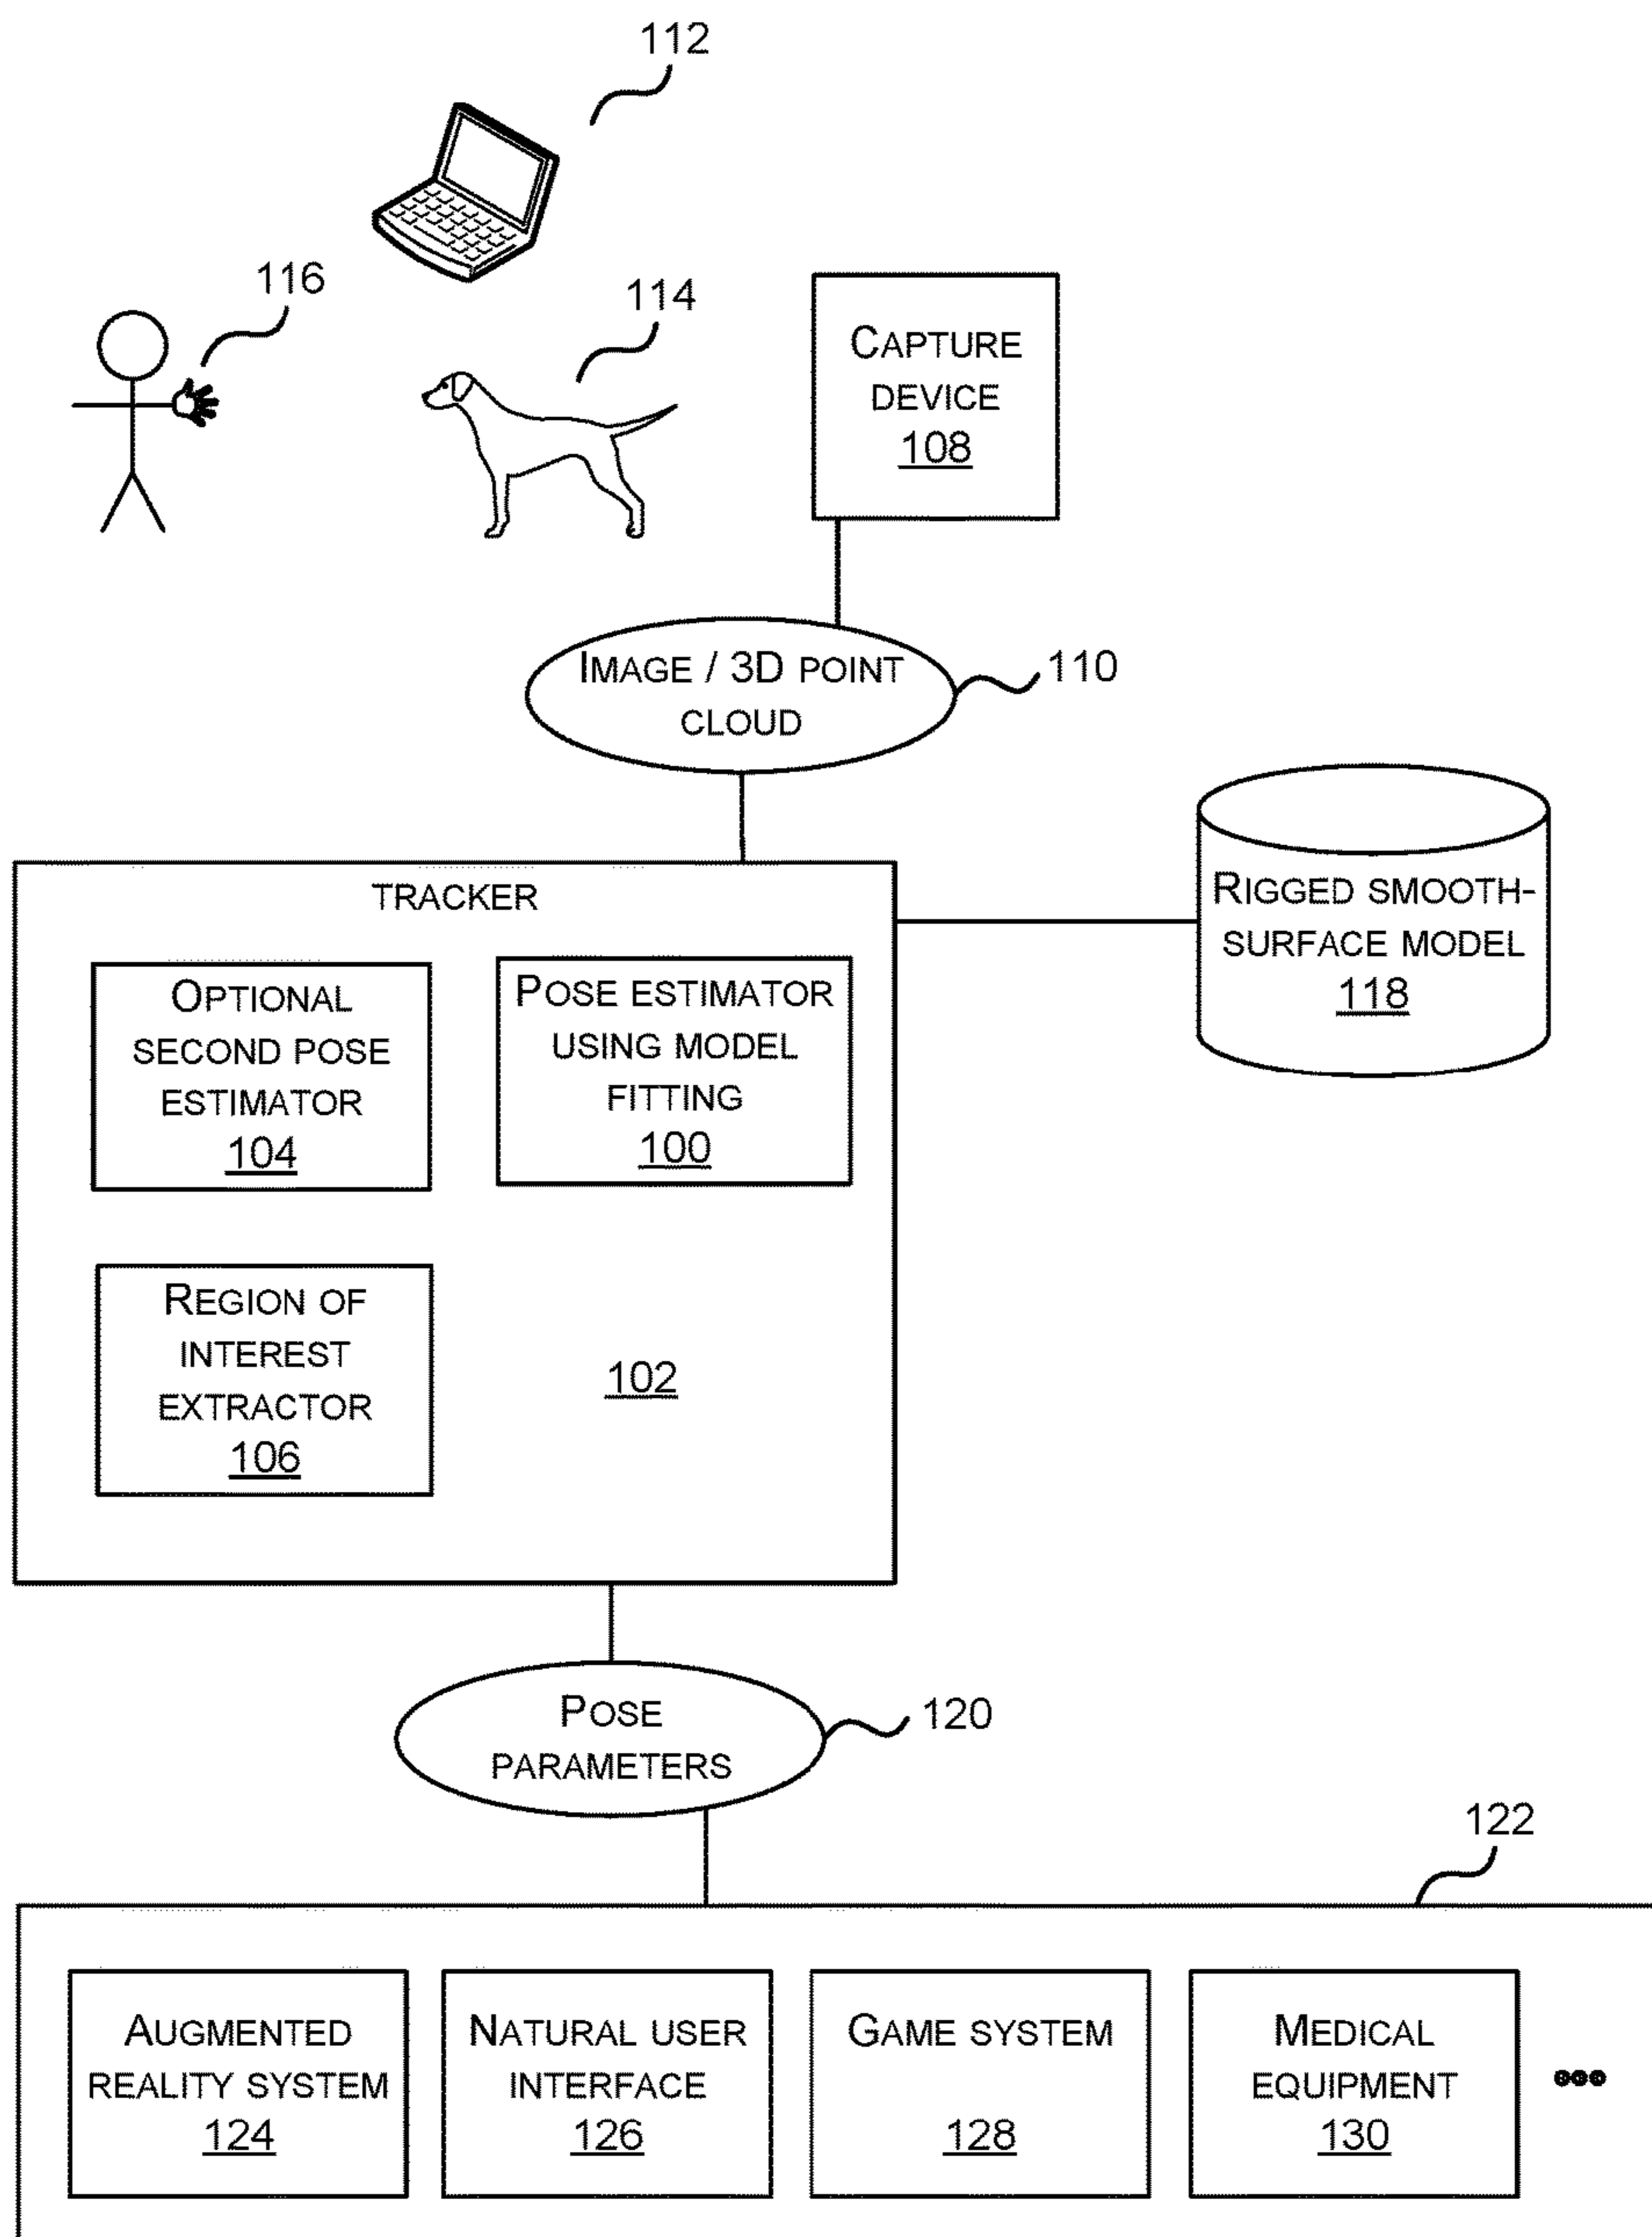 112
116
114
CAPTURE
DEVICE
108
IMAGE / 3D POINT
CLOUD
110
TRACKER
RIGGED SMOOTH-
SURFACE MODEL
118
OPTIONAL
SECOND POSE
ESTIMATOR
104
POSE ESTIMATOR
USING MODEL
FITTING
100
REGION OF
INTEREST
EXTRACTOR
106
102
POSE
PARAMETERS
120
122
AUGMENTED
REALITY SYSTEM
124
NATURAL USER
INTERFACE
126
GAME SYSTEM
128
MEDICAL
EQUIPMENT
130